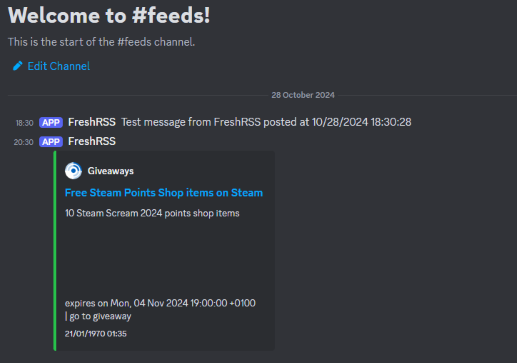 Welcome to #feeds!
This is the start of the #feeds channel.
Edit Channel
28 October 2024
18:30 APP FreshRSS Test message from FreshRSS posted at 10/28/2024 18:30:28
20:30 APP FreshRSS
Giveaways
Free Steam Points Shop items on Steam
10 Steam Scream 2024 points shop items
expires on Mon, 04 Nov 2024 19:00:00 +0100
| go to giveaway
21/01/1970 01:35